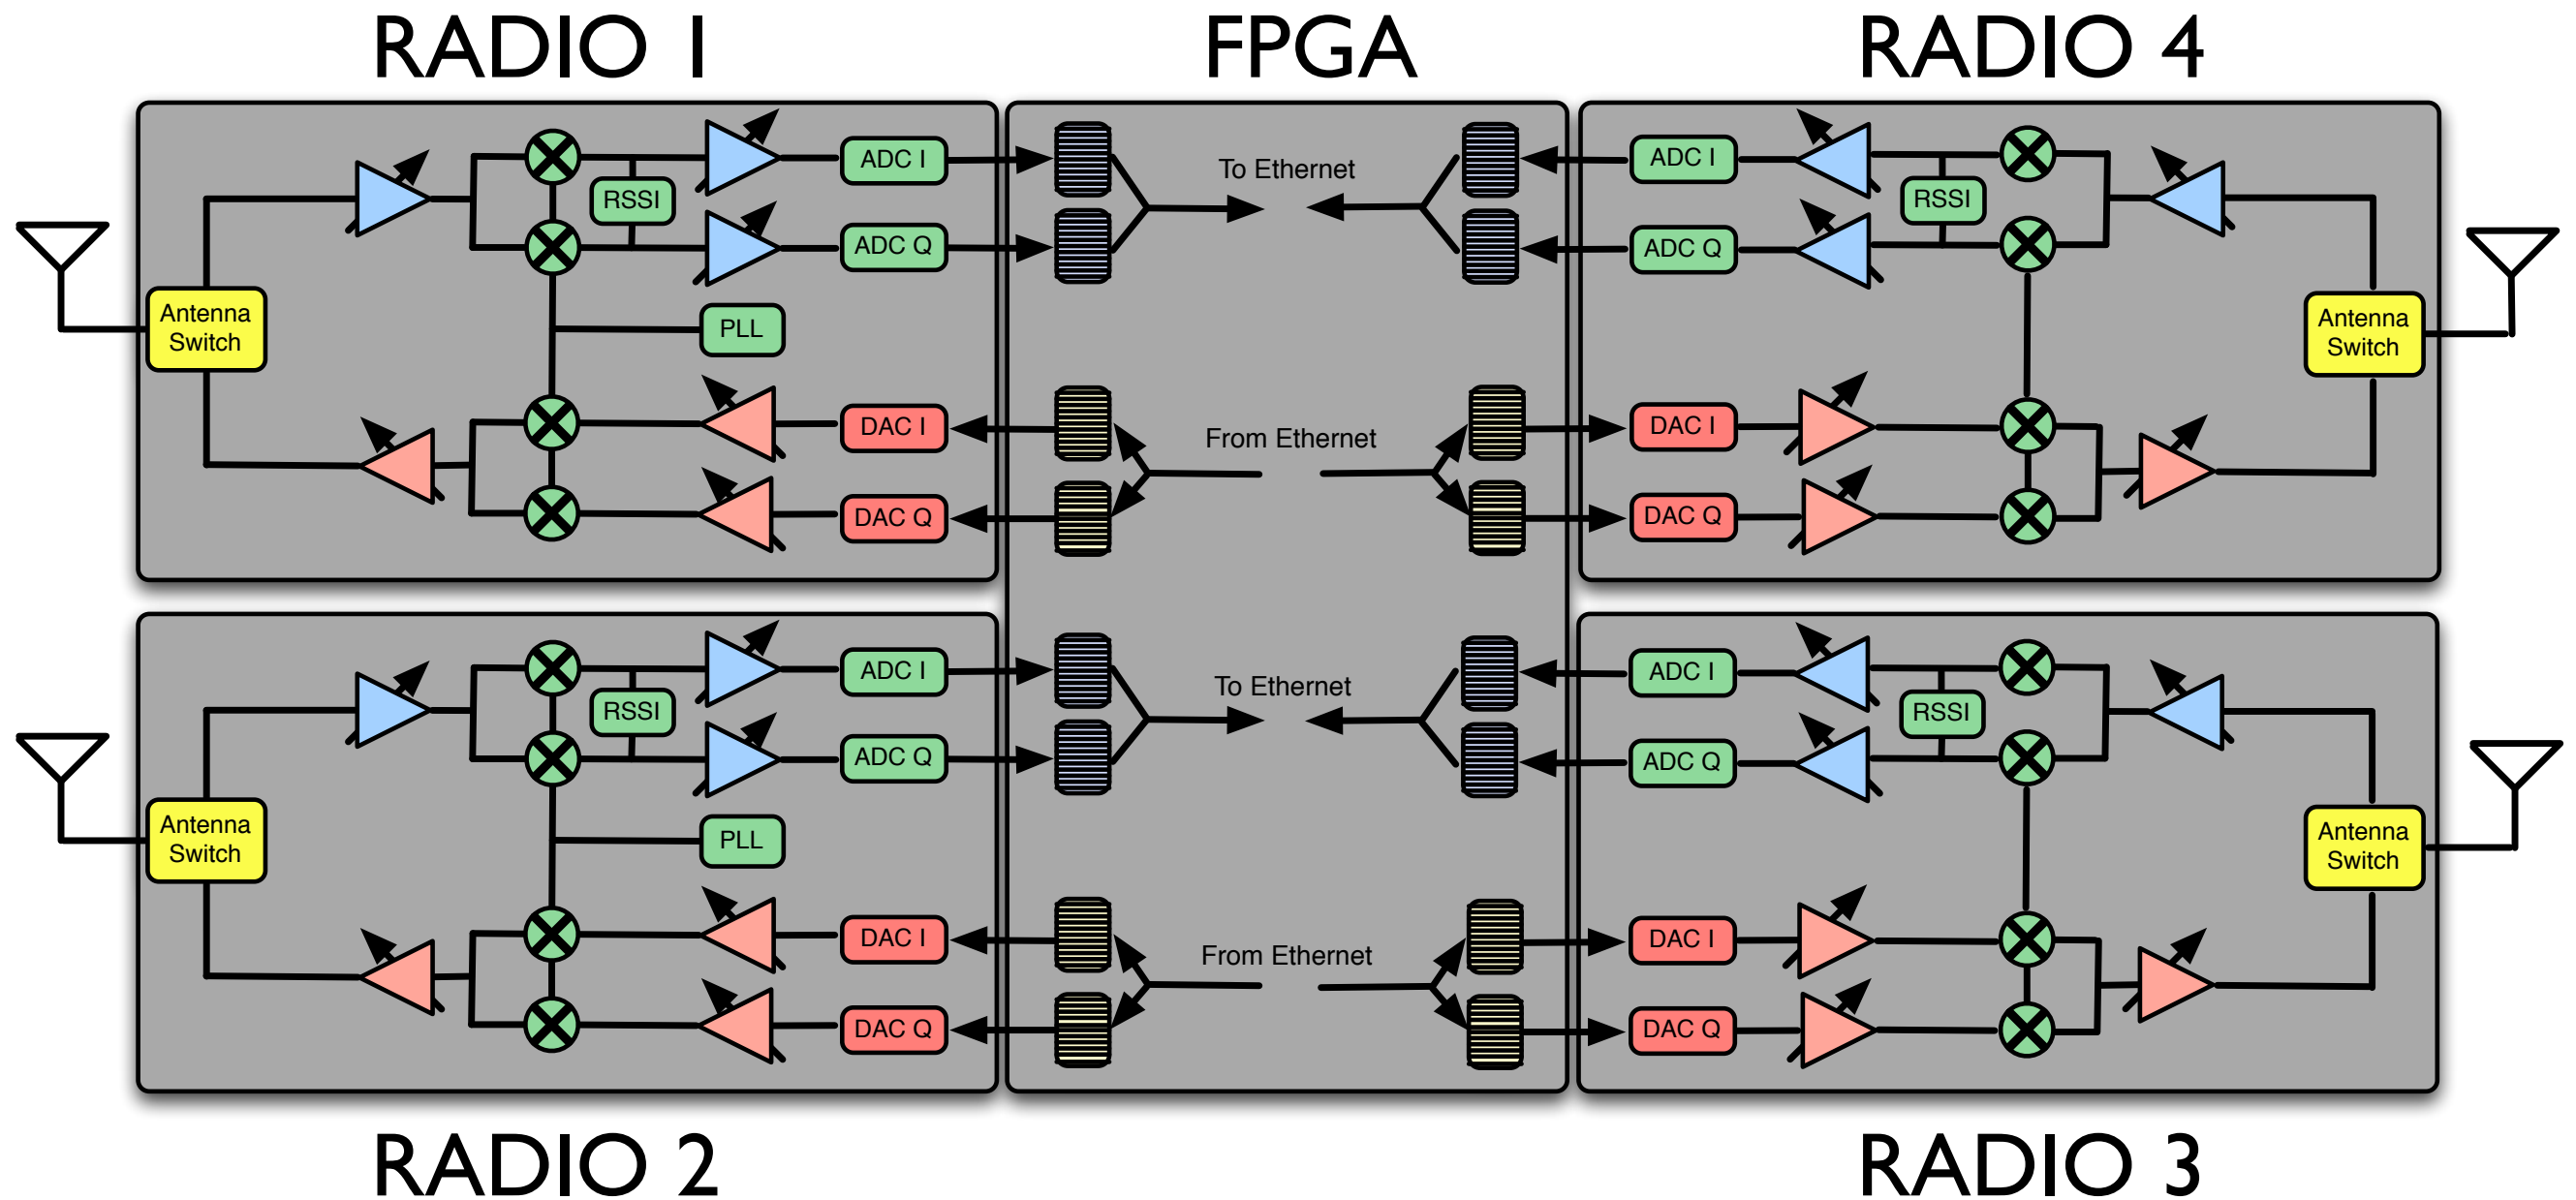 RADIO 1
FPGA
RADIO 4
ADC I
RSSI
ADC Q
Antenna
Switch
PLL
DAC I
DAC Q
To Ethernet
From Ethernet
ADC I
RSSI
ADC Q
Antenna
Switch
DAC I
DAC Q
ADC I
RSSI
ADC Q
Antenna
Switch
PLL
DAC I
DAC Q
To Ethernet
From Ethernet
ADC I
RSSI
ADC Q
Antenna
Switch
DAC I
DAC Q
RADIO 2
RADIO 3